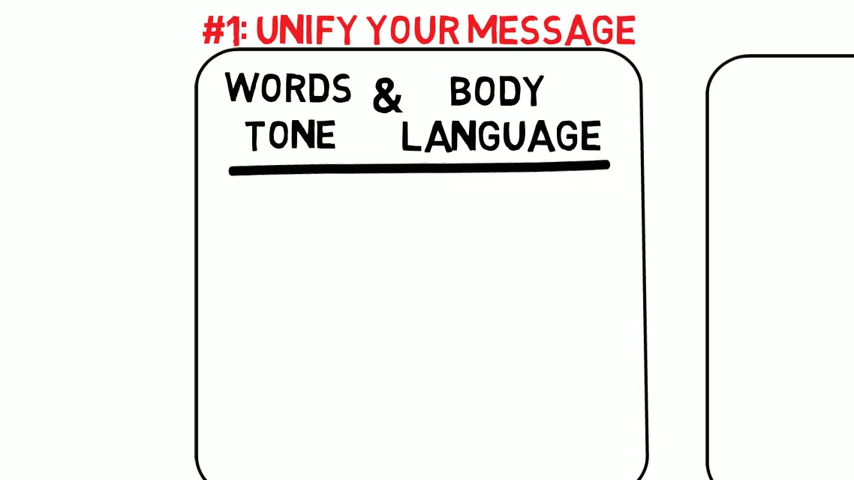 #1: UNIFY YOUR MESSAGE
WORDS & BODY
TONE LANGUAGE